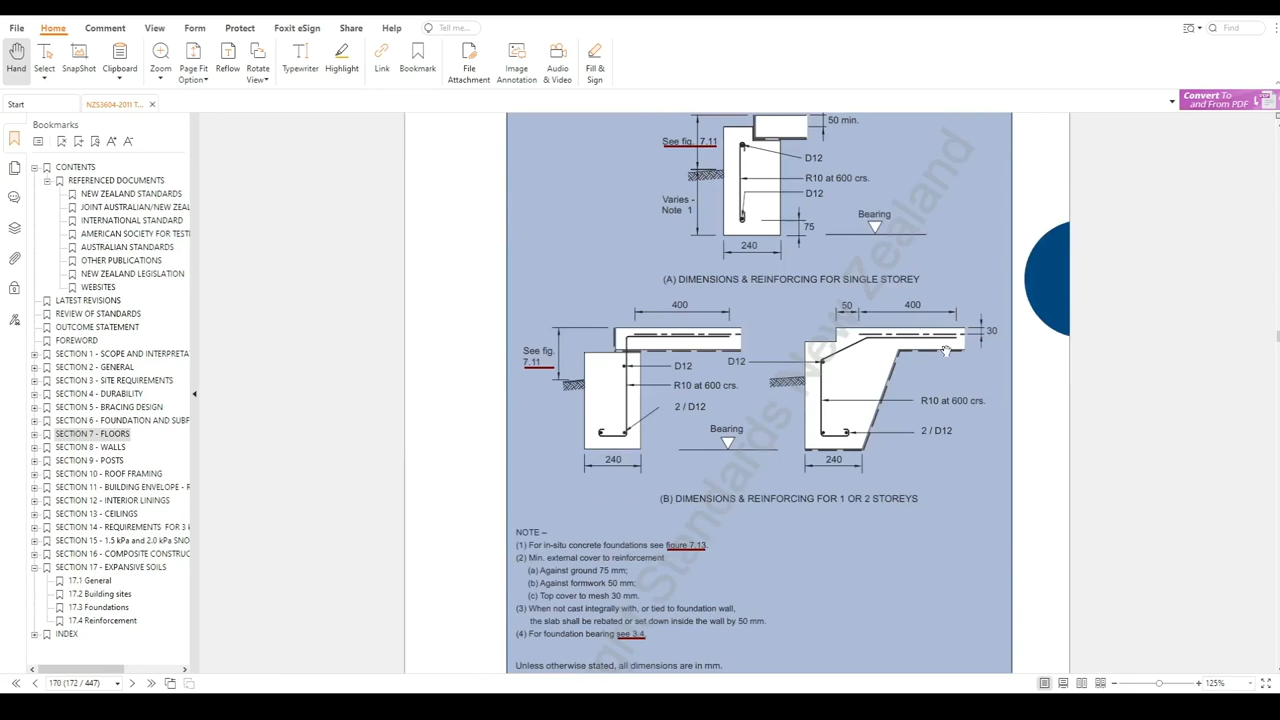 File Home Comment View Form Protect Foxit eSign Share Help Tell me... Find
Hand Select SnapShot Clipboard Zoom Page Fit Option Reflow Rotate View Typewriter Highlight Link Bookmark File Attachment Image Annotation Audio & Video Fill & Sign
Start NZS3604-2011 T... Convert To and From PDF
Bookmarks
CONTENTS
REFERENCED DOCUMENTS
NEW ZEALAND STANDARDS
JOINT AUSTRALIAN/NEW ZEAL
INTERNATIONAL STANDARD
AMERICAN SOCIETY FOR TESTI
AUSTRALIAN STANDARDS
OTHER PUBLICATIONS
NEW ZEALAND LEGISLATION
WEBSITES
LATEST REVISIONS
REVIEW OF STANDARDS
OUTCOME STATEMENT
FOREWORD
SECTION 1 - SCOPE AND INTERPRETA
SECTION 2 - GENERAL
SECTION 3 - SITE REQUIREMENTS
SECTION 4 - DURABILITY
SECTION 5 - BRACING DESIGN
SECTION 6 - FOUNDATION AND SUBF
SECTION 7 - FLOORS
SECTION 8 - WALLS
SECTION 9 - POSTS
SECTION 10 - ROOF FRAMING
SECTION 11 - BUILDING ENVELOPE - R
SECTION 12 - INTERIOR LININGS
SECTION 13 - CEILINGS
SECTION 14 - REQUIREMENTS FOR 3
SECTION 15 - 1.5 kPa and 2.0 kPa SNO
SECTION 16 - COMPOSITE CONSTRUC
SECTION 17 - EXPANSIVE SOILS
17.1 General
17.2 Building sites
17.3 Foundations
17.4 Reinforcement
INDEX
50 min.
See fig. 7.11
D12
R10 at 600 crs.
D12
Varies -
Note 1
75
Bearing
240
(A) DIMENSIONS & REINFORCING FOR SINGLE STOREY
400
50 400
30
See fig.
7.11
D12
D12
R10 at 600 crs.
R10 at 600 crs.
2 / D12
2 / D12
Bearing
240
240
(B) DIMENSIONS & REINFORCING FOR 1 OR 2 STOREYS
NOTE –
(1) For in-situ concrete foundations see figure 7.13.
(2) Min. external cover to reinforcement
(a) Against ground 75 mm;
(b) Against formwork 50 mm;
(c) Top cover to mesh 30 mm.
(3) When not cast integrally with, or tied to foundation wall,
the slab shall be rebated or set down inside the wall by 50 mm.
(4) For foundation bearing see 3.4.
Unless otherwise stated, all dimensions are in mm.
Standards New Zealand
170 (172 / 447) 125%